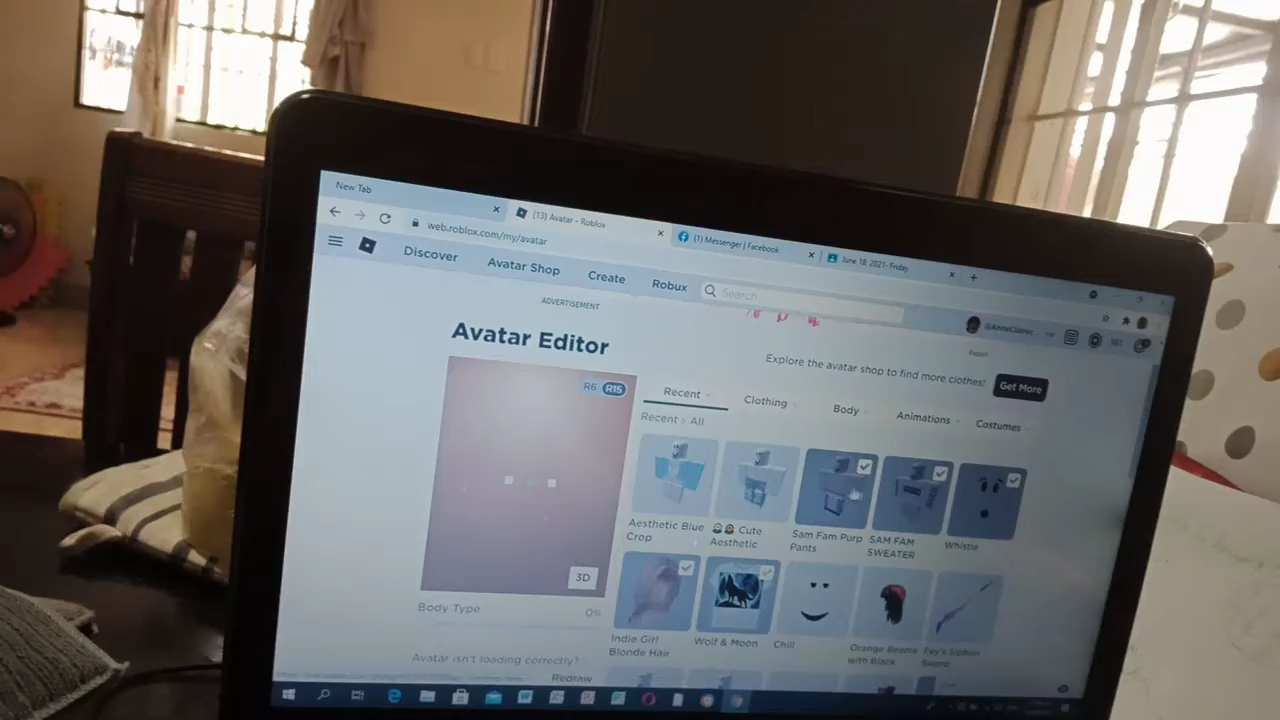 New Tab
(13) Avatar - Roblox
(1) Messenger | Facebook
June 18, 2021- Friday
web.roblox.com/my/avatar
Discover
Avatar Shop
Create
Robux
Search
ADVERTISEMENT
Report
Avatar Editor
Explore the avatar shop to find more clothes!
Get More
R6
R15
Recent
Clothing
Body
Animations
Costumes
Recent > All
Aesthetic Blue
Crop
Cute
Aesthetic
Sam Fam Purp
Pants
SAM FAM
SWEATER
Whistle
3D
Body Type
0%
Indie Girl
Blonde Hair
Wolf & Moon
Chill
Orange Beanie
with Black
Sword
Avatar isn't loading correctly?
Redraw